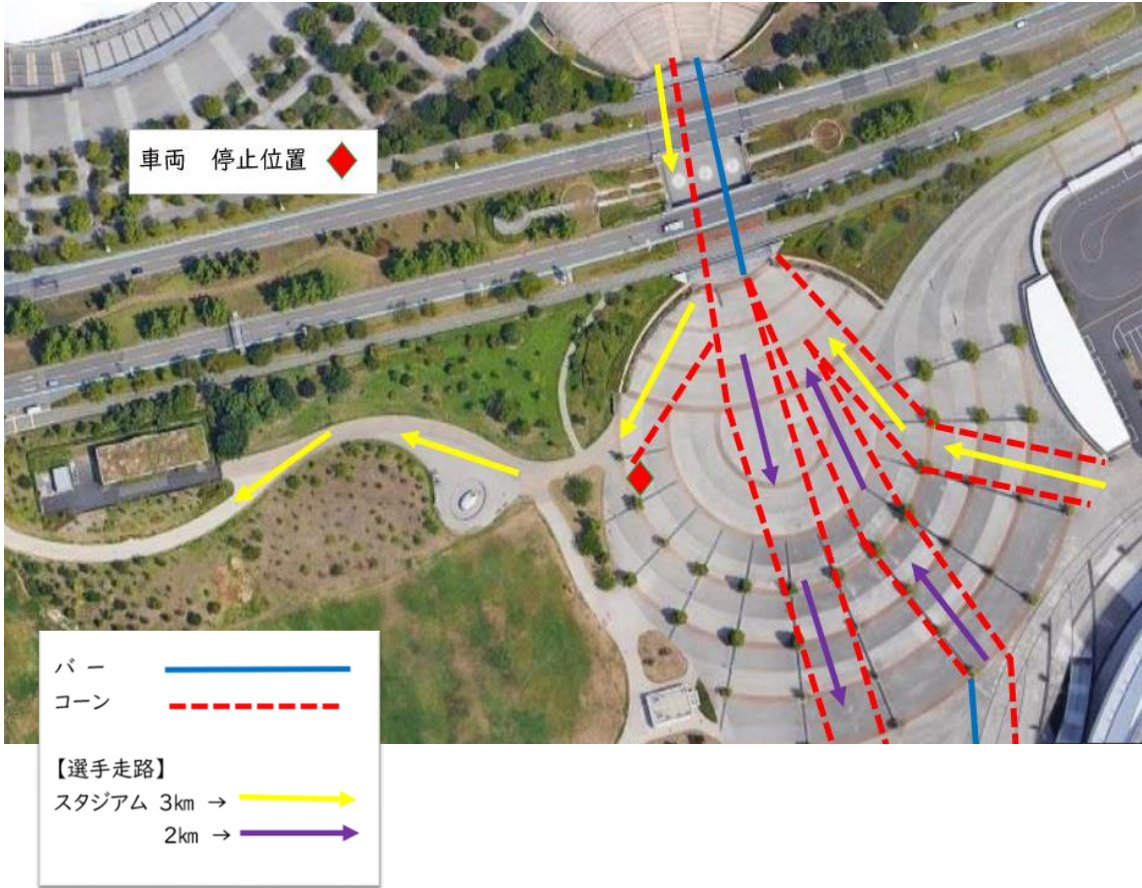 車両　停止位置
バー
コーン
【選手走路】
スタジアム 3km →
2km →